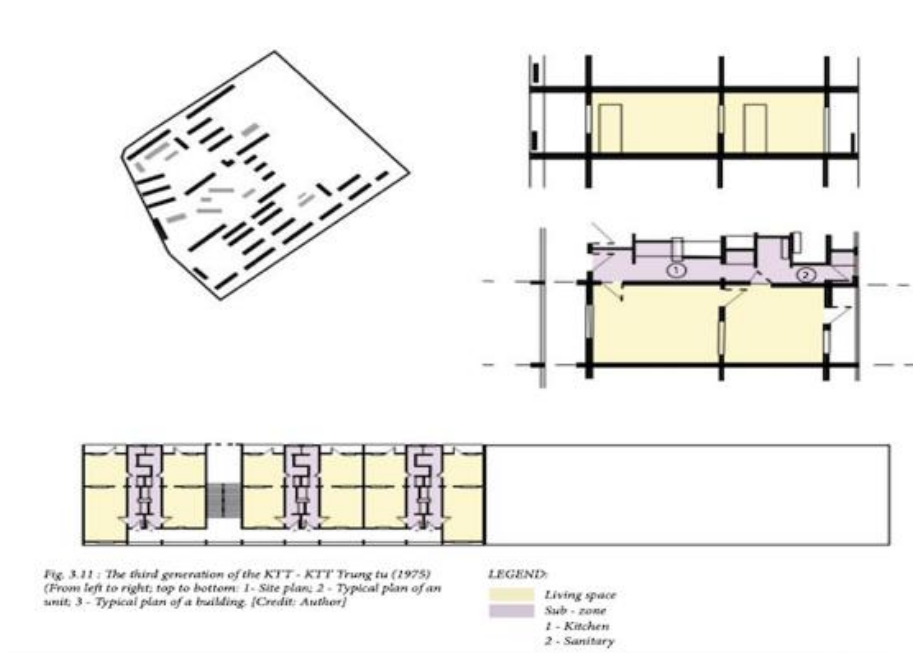 1
2
Fig. 3.11 : The third generation of the KTT - KTT Trung tu (1975)
(From left to right; top to bottom: 1- Site plan; 2 - Typical plan of an
unit; 3 - Typical plan of a building. [Credit: Author]
LEGEND:
Living space
Sub - zone
1 - Kitchen
2 - Sanitary